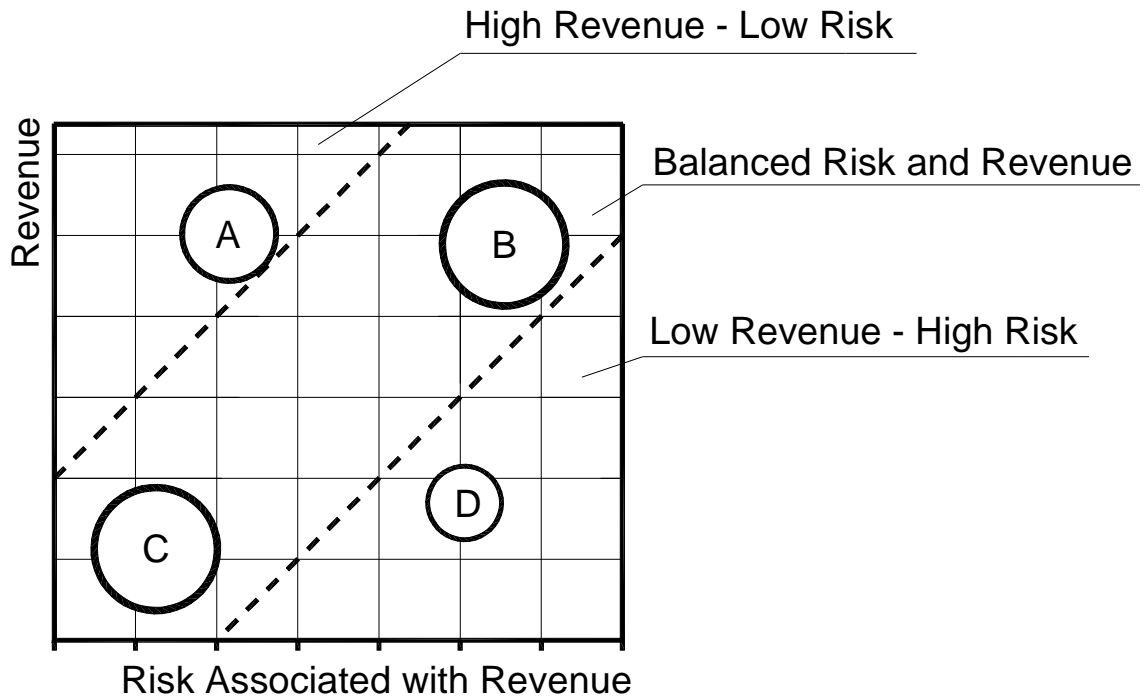 High Revenue - Low Risk
Revenue
Balanced Risk and Revenue
A
B
Low Revenue - High Risk
D
C
Risk Associated with Revenue